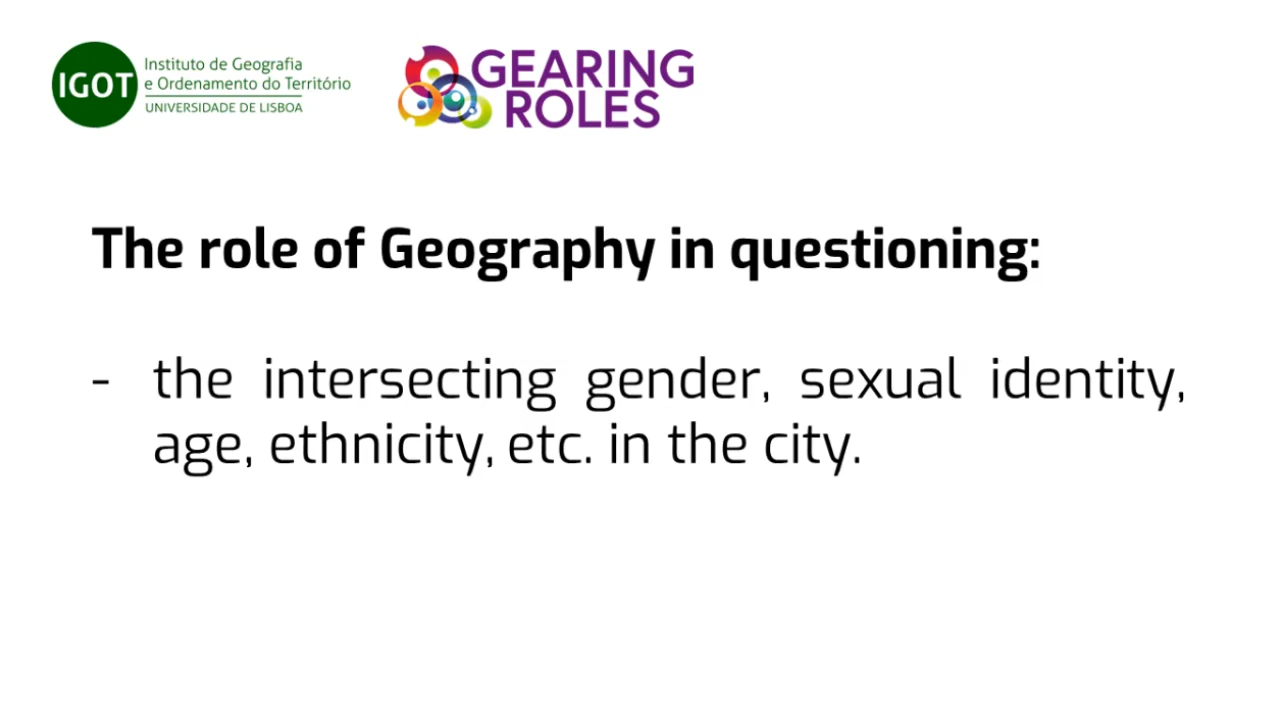 IGOT
Instituto de Geografia
e Ordenamento do Território
UNIVERSIDADE DE LISBOA
GEARING
ROLES
The role of Geography in questioning:
- the intersecting gender, sexual identity,
age, ethnicity, etc. in the city.